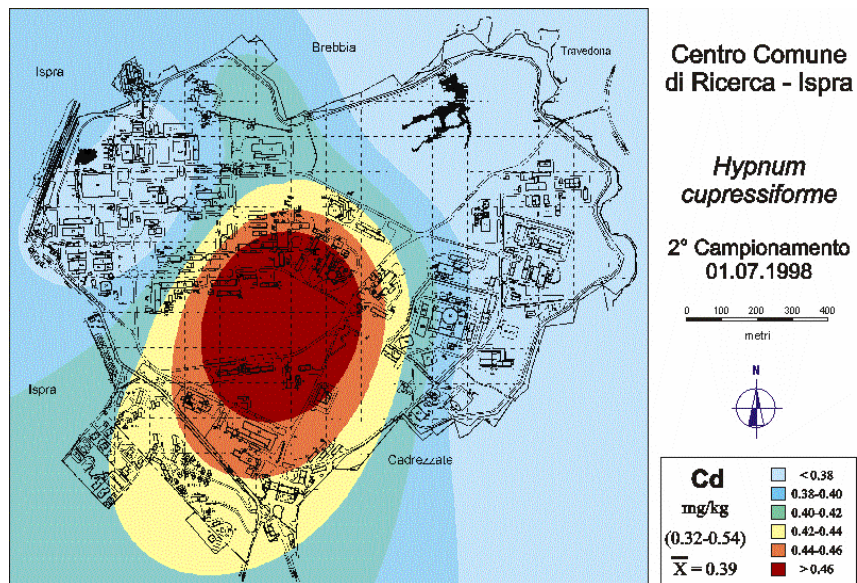 Brebbia
Travedona
Ispra
Ispra
Cadrezzate
Centro Comune
di Ricerca - Ispra
Hypnum
cupressiforme
2° Campionamento
01.07.1998
0 100 200 300 400
metri
N
Cd
mg/kg
(0.32-0.54)
X = 0.39
< 0.38
0.38-0.40
0.40-0.42
0.42-0.44
0.44-0.46
> 0.46